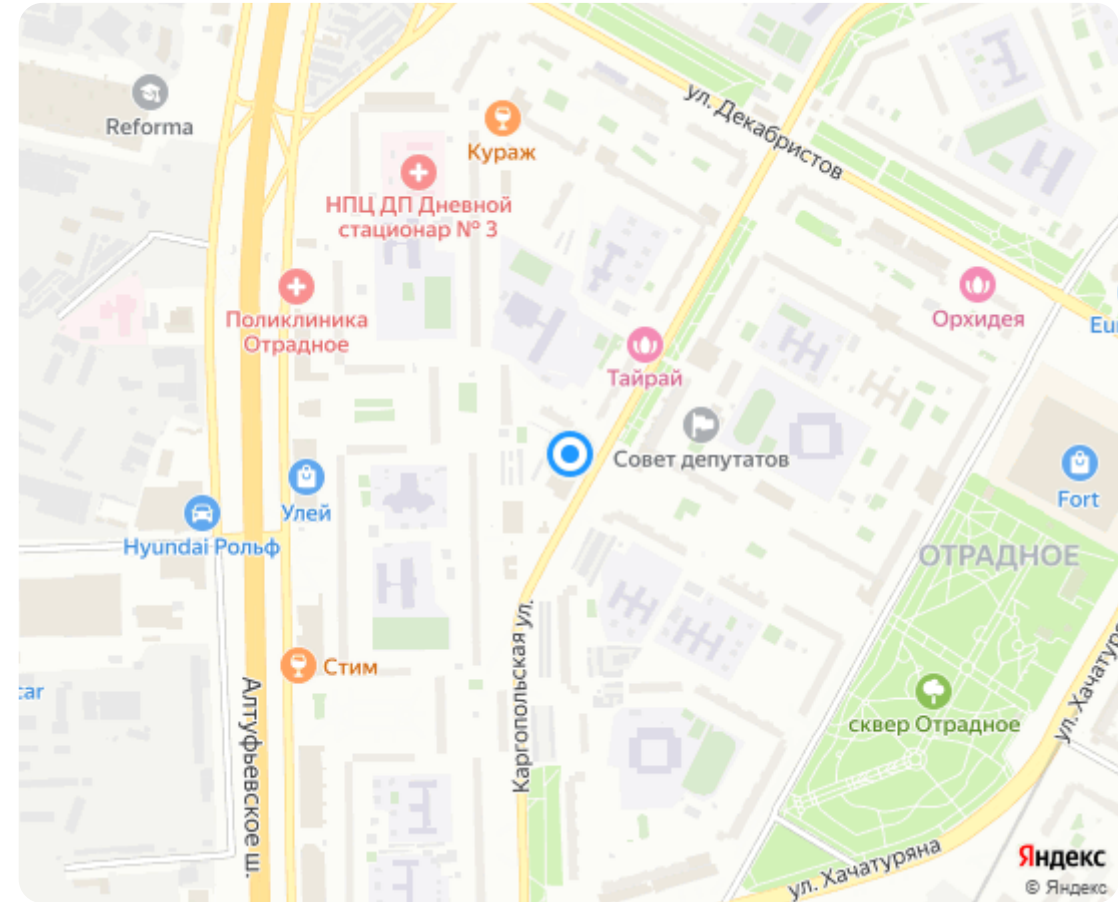 Reforma
Кураж
ул. Декабристов
НПЦ ДП Дневной
стационар № 3
Поликлиника
Отрадное
Орхидея
Eu
Тайрай
Совет депутатов
Улей
Fort
Hyundai Рольф
ОТРАДНОЕ
Каргопольская ул.
Стим
car
Алтуфьевское ш.
сквер Отрадное
ул. Хачатуря
ул. Хачатуряна
Яндекс
© Яндекс